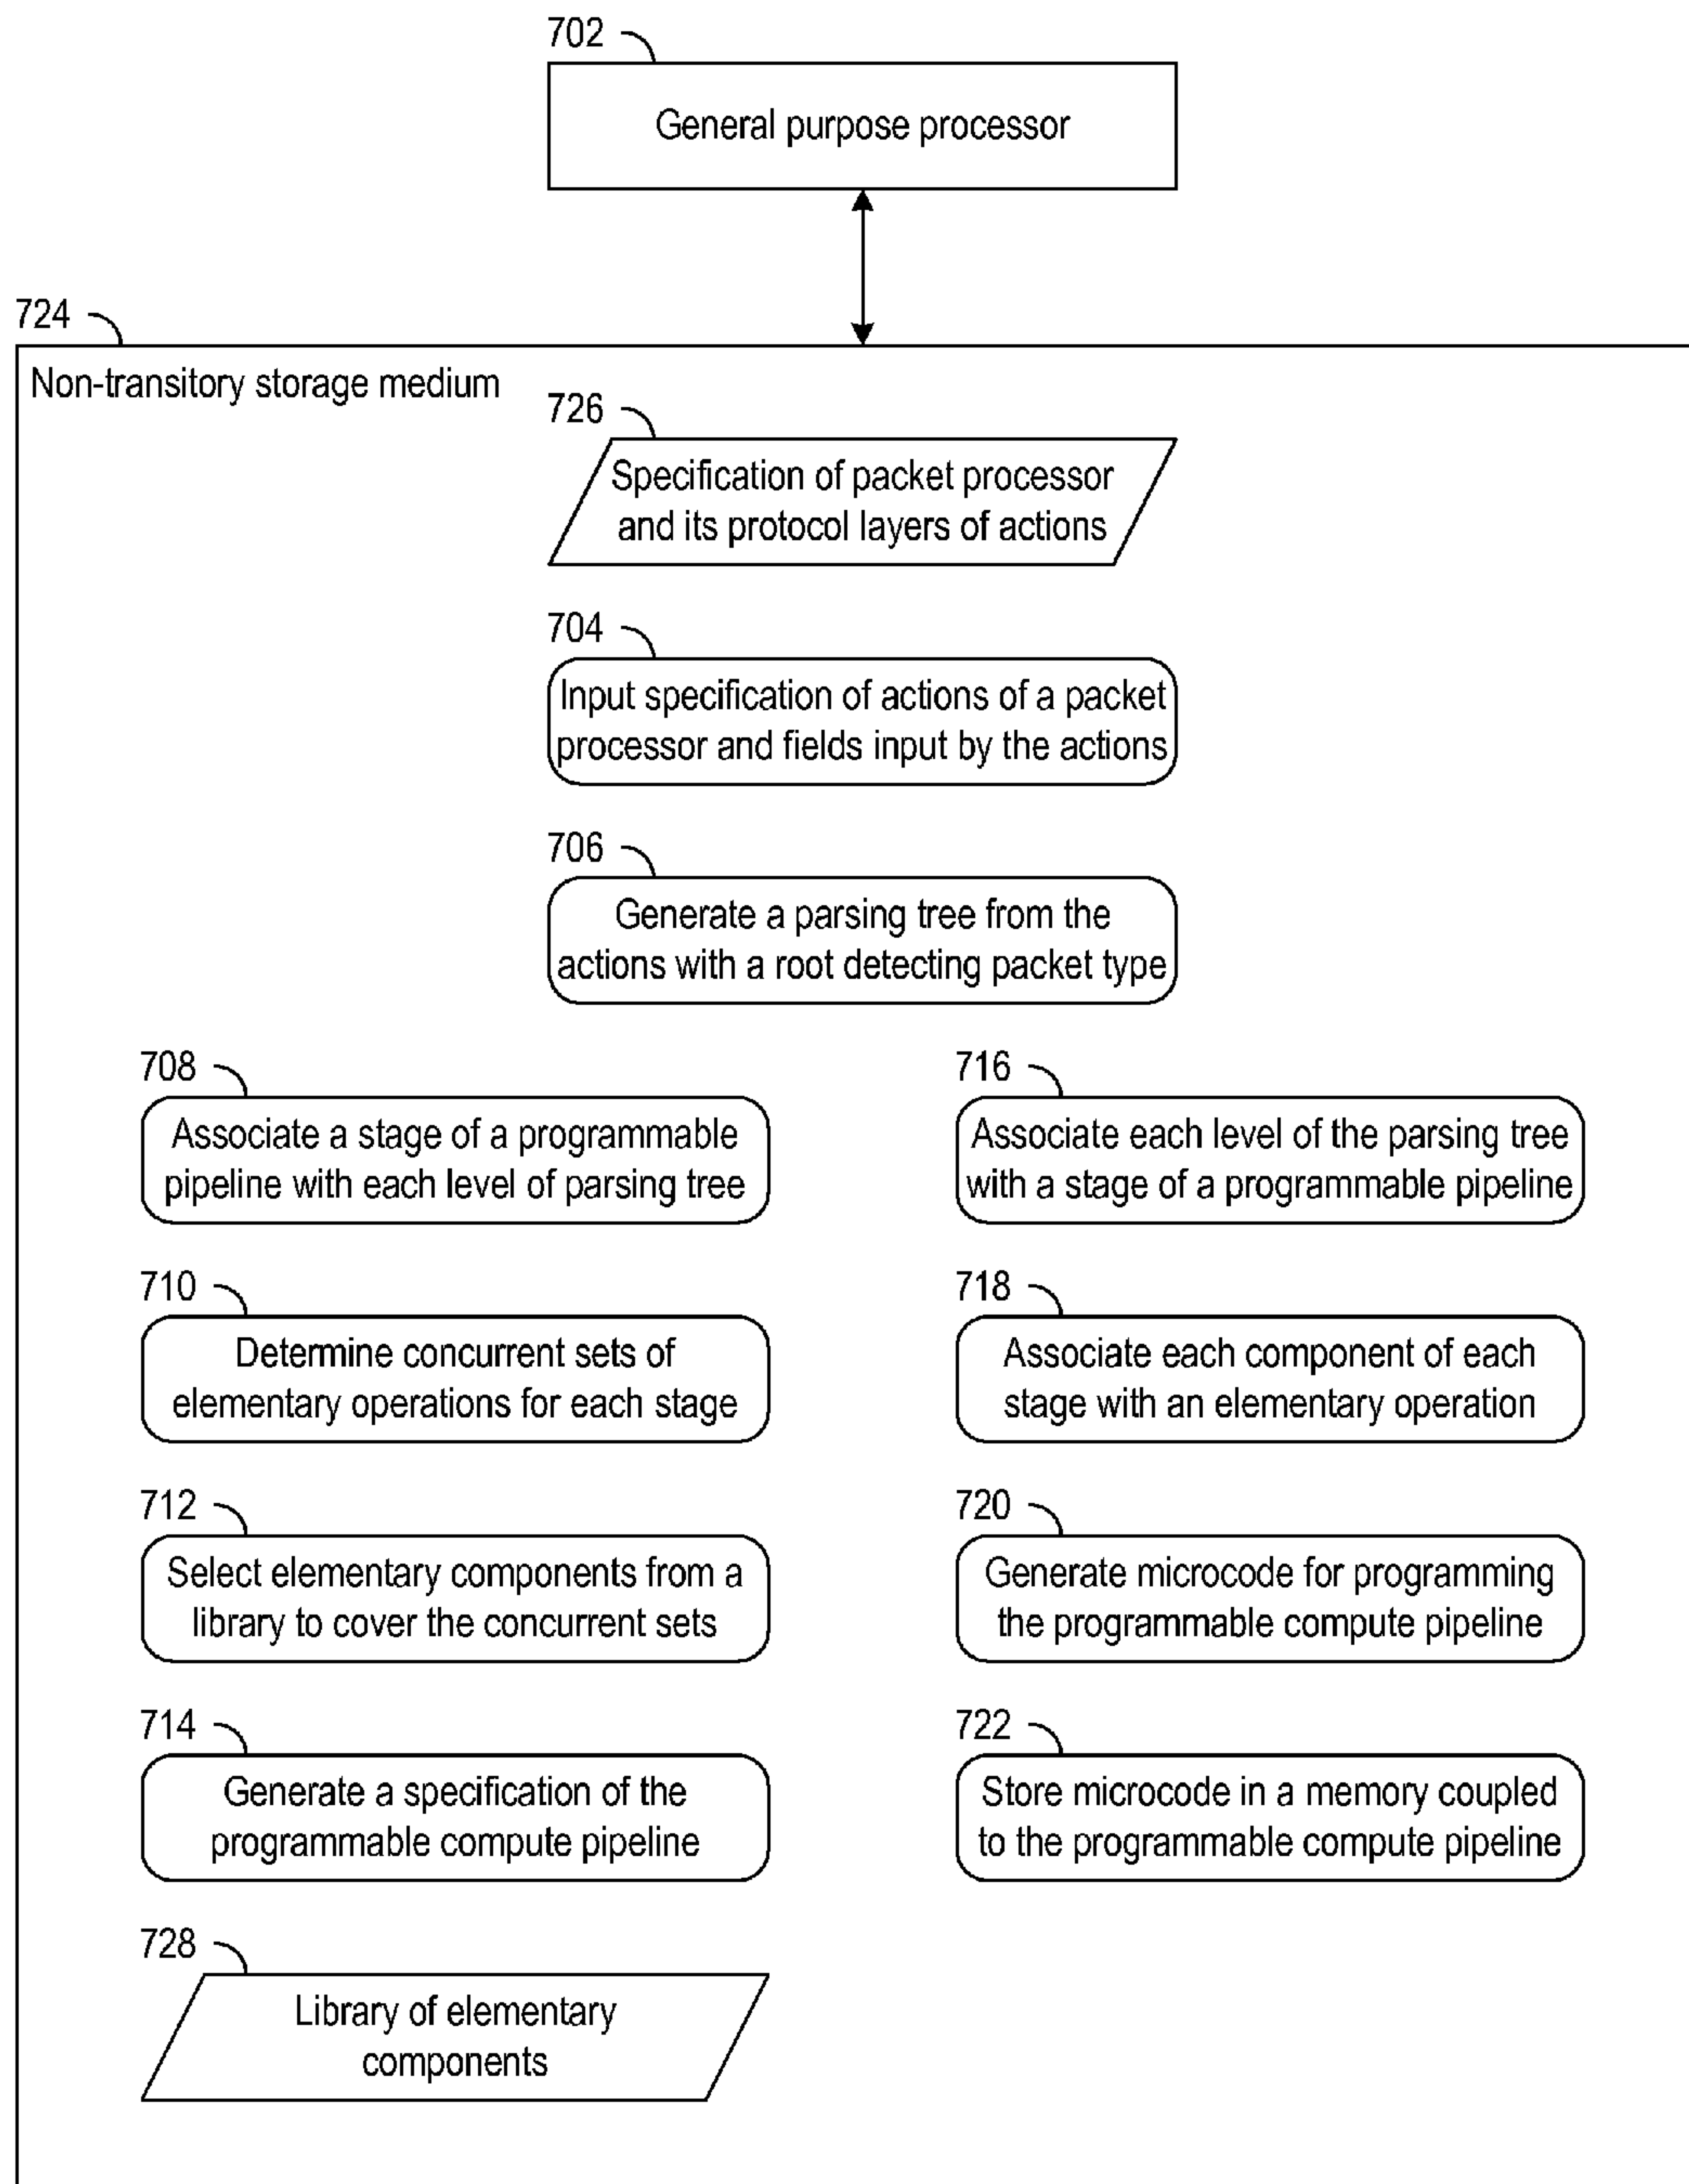 702
General purpose processor
724
Non-transitory storage medium
726
Specification of packet processor
and its protocol layers of actions
704
Input specification of actions of a packet
processor and fields input by the actions
706
Generate a parsing tree from the
actions with a root detecting packet type
708
Associate a stage of a programmable
pipeline with each level of parsing tree
716
Associate each level of the parsing tree
with a stage of a programmable pipeline
710
Determine concurrent sets of
elementary operations for each stage
718
Associate each component of each
stage with an elementary operation
712
Select elementary components from a
library to cover the concurrent sets
720
Generate microcode for programming
the programmable compute pipeline
714
Generate a specification of the
programmable compute pipeline
722
Store microcode in a memory coupled
to the programmable compute pipeline
728
Library of elementary
components